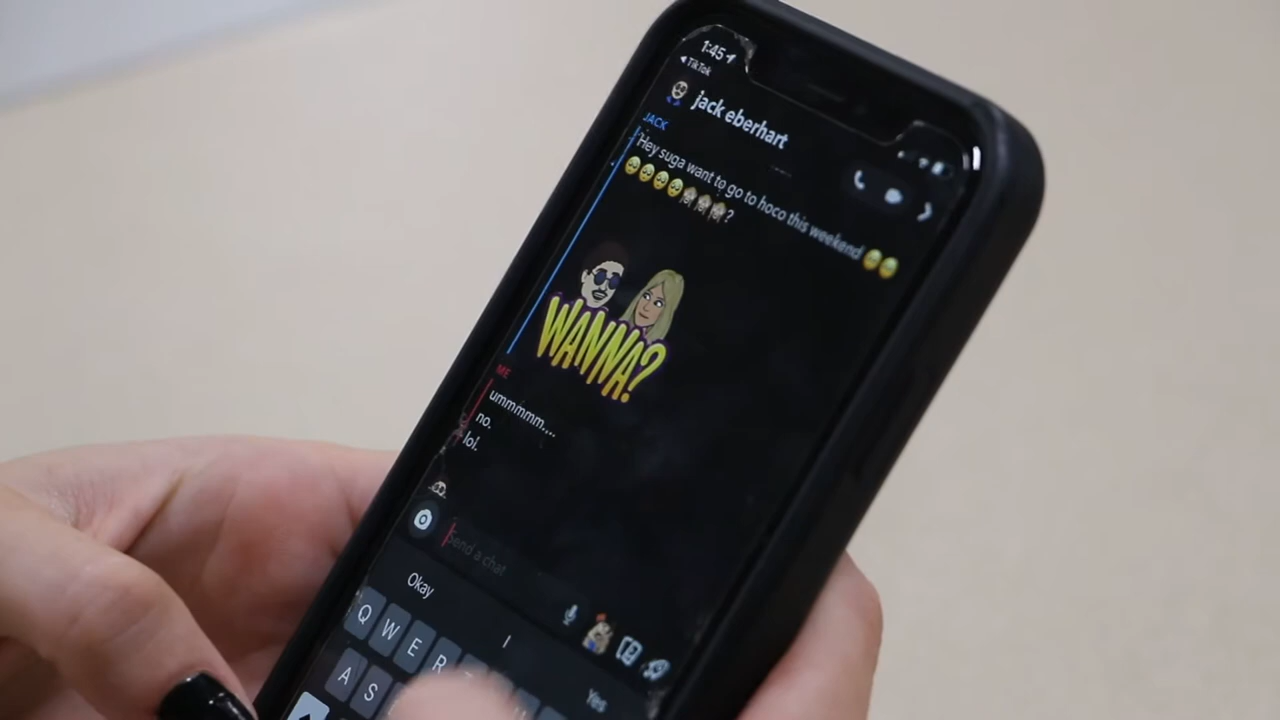 1:45
TikTok
jack eberhart
JACK
Hey suga want to go to hoco this weekend 🥺🥺
🥺🥺🥺🥺🙈🙈🙈?
WANNA?
ME
ummmmm....
no.
lol.
Send a chat
Okay
I
Yes
Q W E R
A S